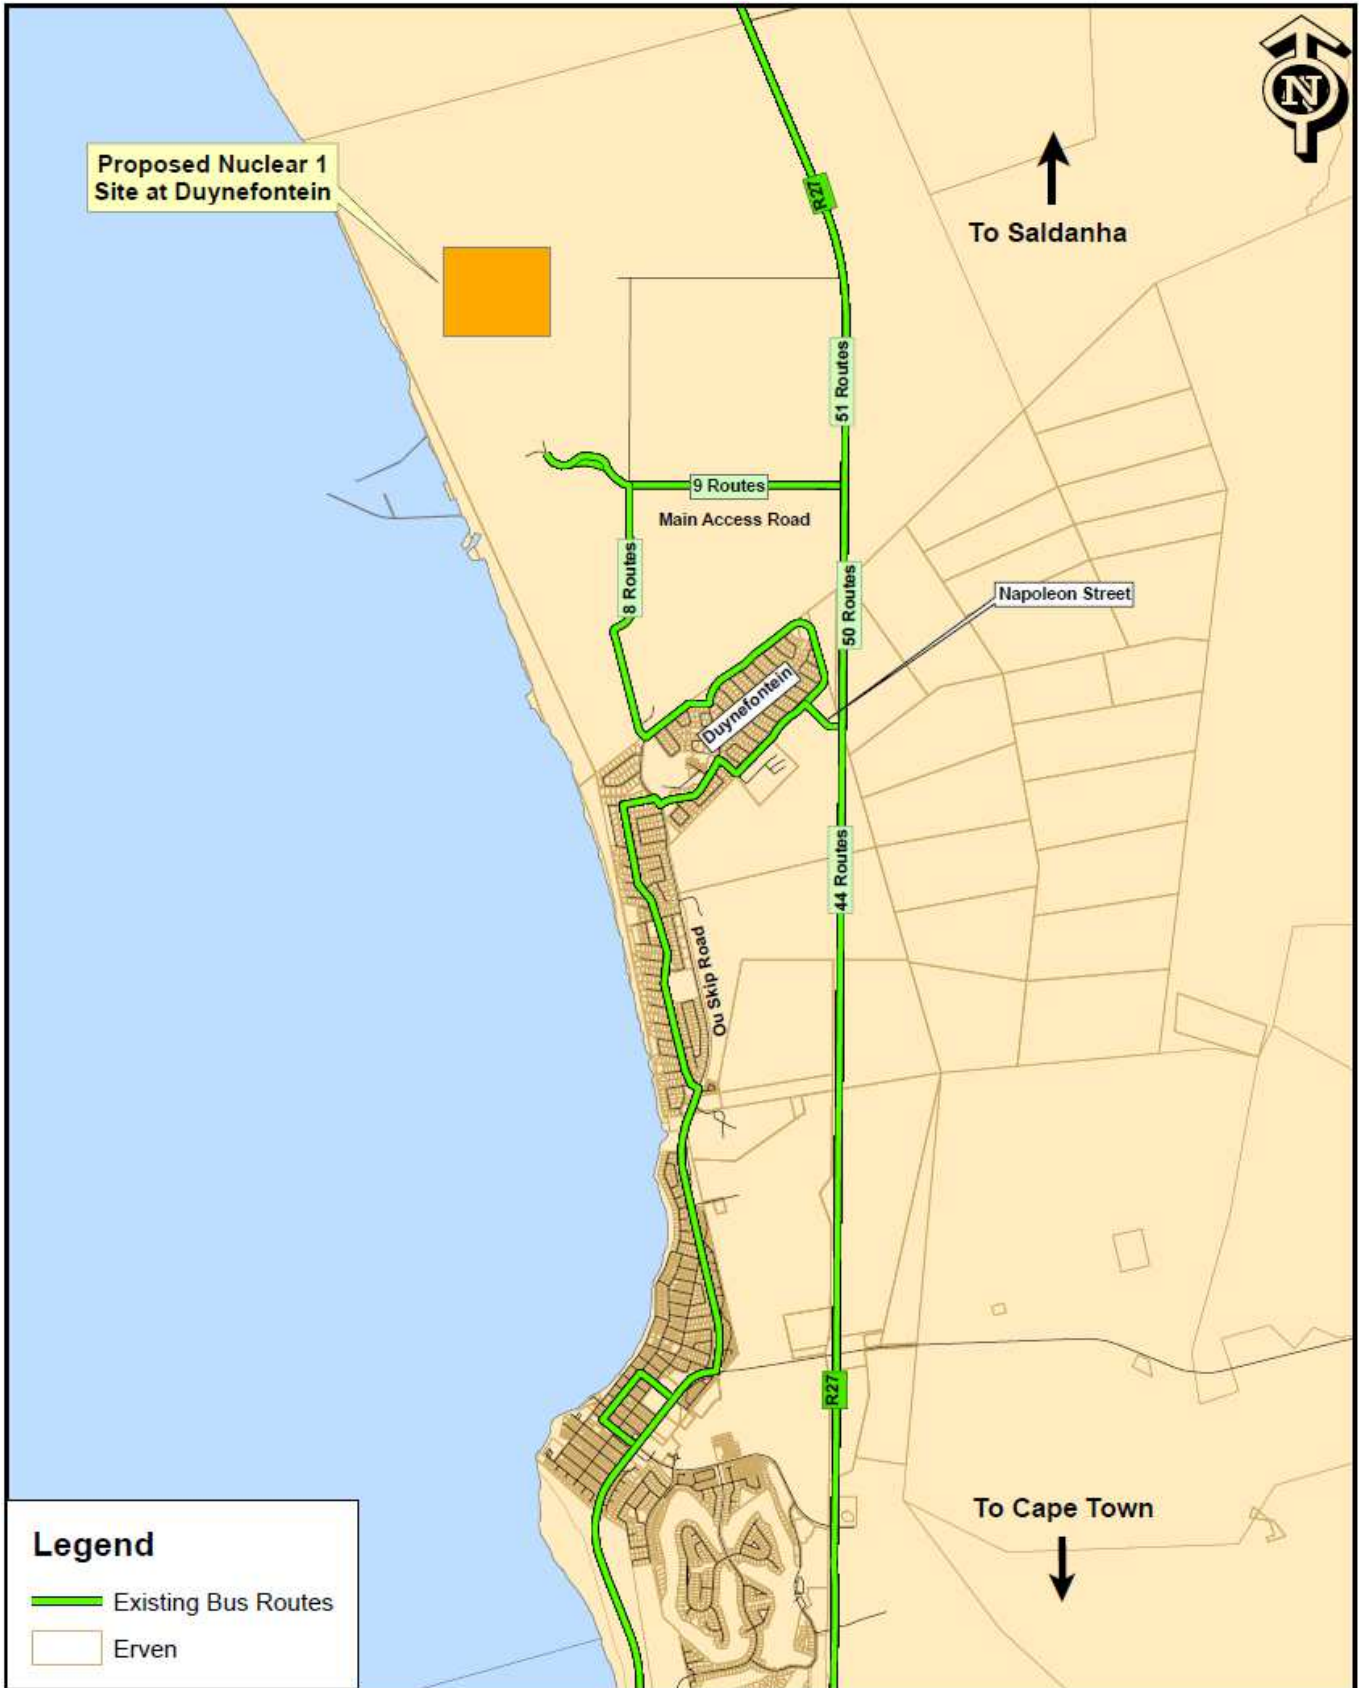 N
Proposed Nuclear 1
Site at Duynefontein
R27
To Saldanha
51 Routes
9 Routes
Main Access Road
8 Routes
50 Routes
Napoleon Street
Duynefontein
44 Routes
Ou Skip Road
R27
To Cape Town
Legend
Existing Bus Routes
Erven